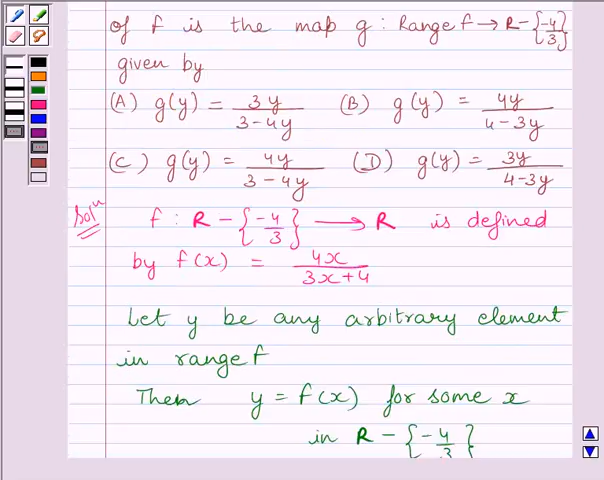 of f is the map g : Range f → R - {-4/3}
given by
(A) g(y) = 3y/(3-4y) (B) g(y) = 4y/(4-3y)
(C) g(y) = 4y/(3-4y) (D) g(y) = 3y/(4-3y)
Solⁿ f : R - {-4/3} → R is defined
by f(x) = 4x/(3x+4)
Let y be any arbitrary element
in range f
Then y = f(x) for some x
in R - {-4/3}